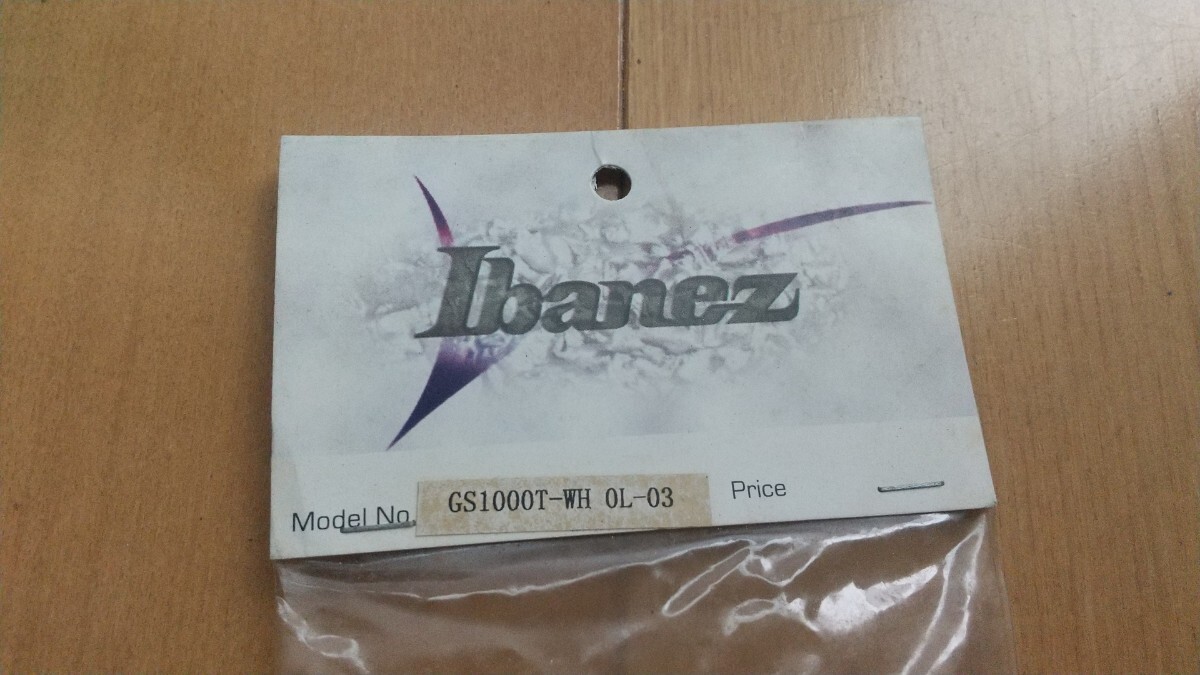 Ibanez
Model No. GS1000T-WH 0L-03 Price